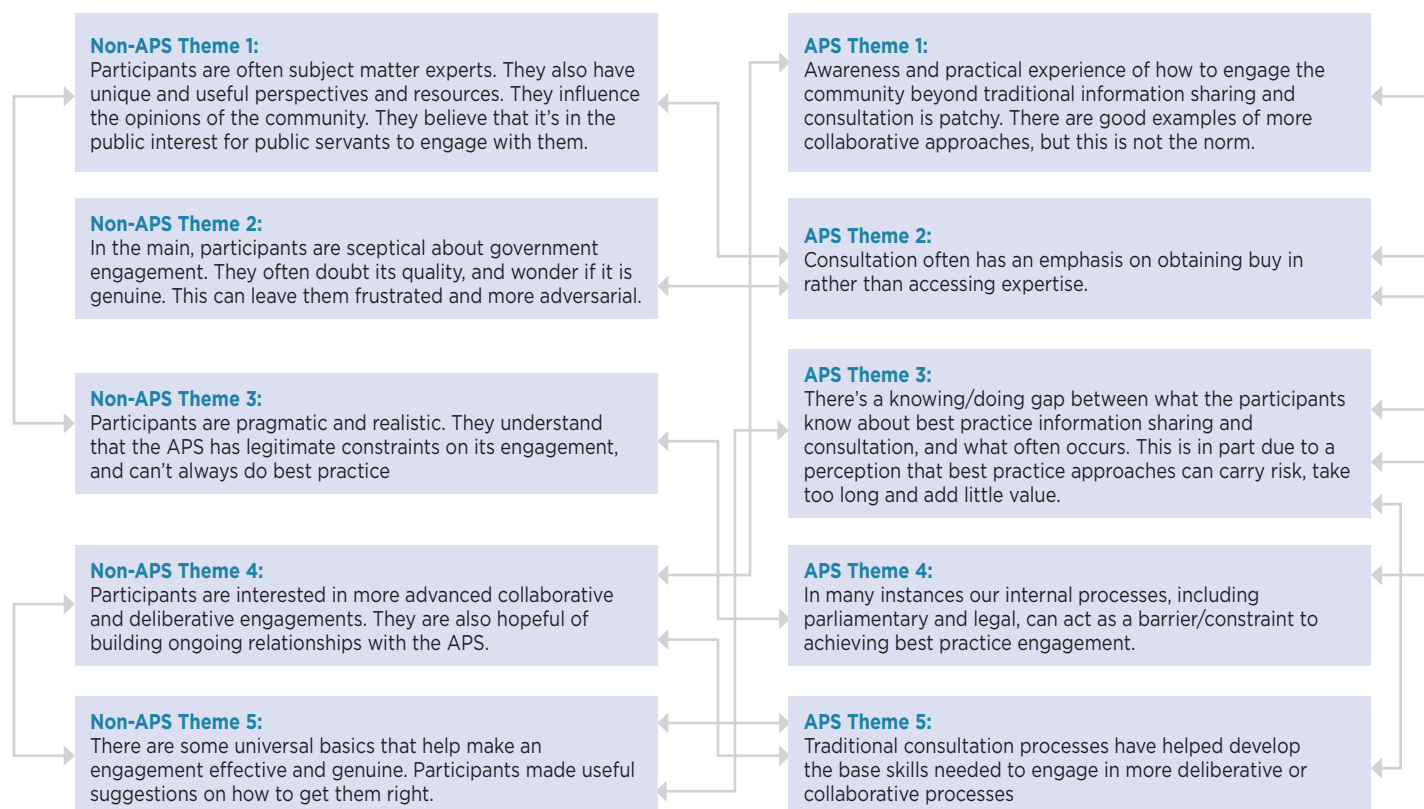 Non-APS Theme 1:
Participants are often subject matter experts. They also have
unique and useful perspectives and resources. They influence
the opinions of the community. They believe that it’s in the
public interest for public servants to engage with them.
Non-APS Theme 2:
In the main, participants are sceptical about government
engagement. They often doubt its quality, and wonder if it is
genuine. This can leave them frustrated and more adversarial.
Non-APS Theme 3:
Participants are pragmatic and realistic. They understand
that the APS has legitimate constraints on its engagement,
and can’t always do best practice
Non-APS Theme 4:
Participants are interested in more advanced collaborative
and deliberative engagements. They are also hopeful of
building ongoing relationships with the APS.
Non-APS Theme 5:
There are some universal basics that help make an
engagement effective and genuine. Participants made useful
suggestions on how to get them right.
APS Theme 1:
Awareness and practical experience of how to engage the
community beyond traditional information sharing and
consultation is patchy. There are good examples of more
collaborative approaches, but this is not the norm.
APS Theme 2:
Consultation often has an emphasis on obtaining buy in
rather than accessing expertise.
APS Theme 3:
There’s a knowing/doing gap between what the participants
know about best practice information sharing and
consultation, and what often occurs. This is in part due to a
perception that best practice approaches can carry risk, take
too long and add little value.
APS Theme 4:
In many instances our internal processes, including
parliamentary and legal, can act as a barrier/constraint to
achieving best practice engagement.
APS Theme 5:
Traditional consultation processes have helped develop
the base skills needed to engage in more deliberative or
collaborative processes